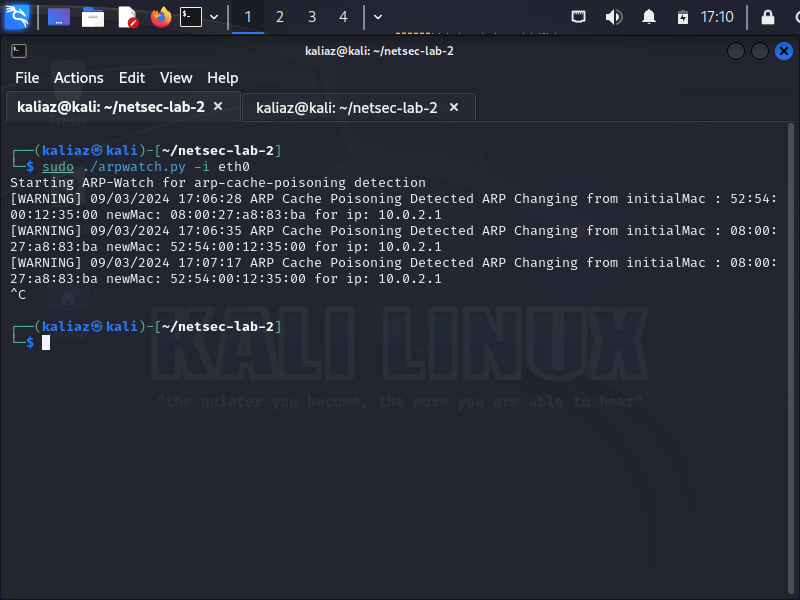 1 2 3 4 17:10
kaliaz@kali: ~/netsec-lab-2
File Actions Edit View Help
kaliaz@kali: ~/netsec-lab-2 × kaliaz@kali: ~/netsec-lab-2 ×
Trash
┌──(kaliaz㉿kali)-[~/netsec-lab-2]
└─$ sudo ./arpwatch.py -i eth0
Starting ARP-Watch for arp-cache-poisoning detection
[WARNING] 09/03/2024 17:06:28 ARP Cache Poisoning Detected ARP Changing from initialMac : 52:54:
00:12:35:00 newMac: 08:00:27:a8:83:ba for ip: 10.0.2.1
[WARNING] 09/03/2024 17:06:35 ARP Cache Poisoning Detected ARP Changing from initialMac : 08:00:
27:a8:83:ba newMac: 52:54:00:12:35:00 for ip: 10.0.2.1
[WARNING] 09/03/2024 17:07:17 ARP Cache Poisoning Detected ARP Changing from initialMac : 08:00:
27:a8:83:ba newMac: 52:54:00:12:35:00 for ip: 10.0.2.1
^C
┌──(kaliaz㉿kali)-[~/netsec-lab-2]
Home
└─$
KALI LINUX
"the quieter you become, the more you are able to hear"